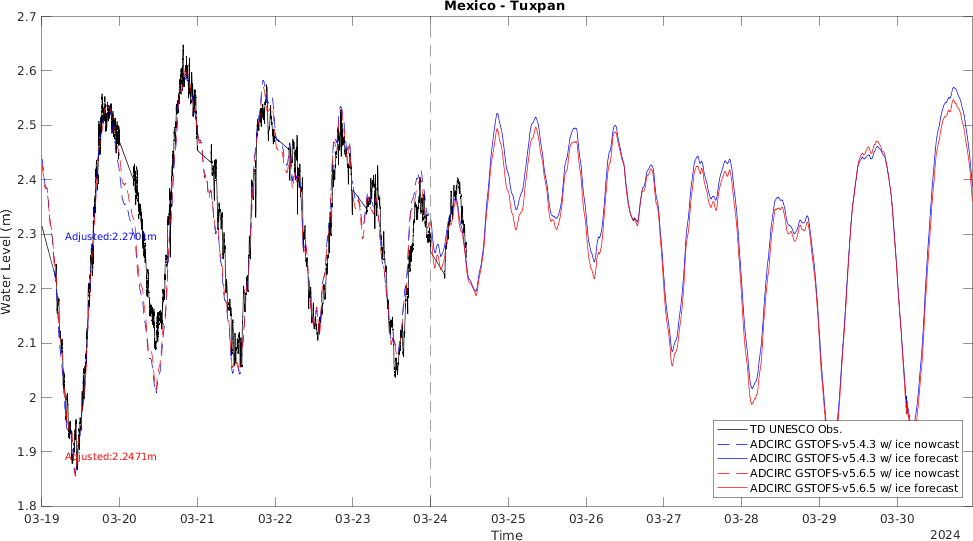 Mexico - Tuxpan
2.7
2.6
2.5
2.4
2.3
2.2
2.1
2
1.9
1.8
Water Level (m)
Adjusted:2.2701m
Adjusted:2.2471m
TD UNESCO Obs.
ADCIRC GSTOFS-v5.4.3 w/ ice nowcast
ADCIRC GSTOFS-v5.4.3 w/ ice forecast
ADCIRC GSTOFS-v5.6.5 w/ ice nowcast
ADCIRC GSTOFS-v5.6.5 w/ ice forecast
03-19 03-20 03-21 03-22 03-23 03-24 03-25 03-26 03-27 03-28 03-29 03-30
Time
2024